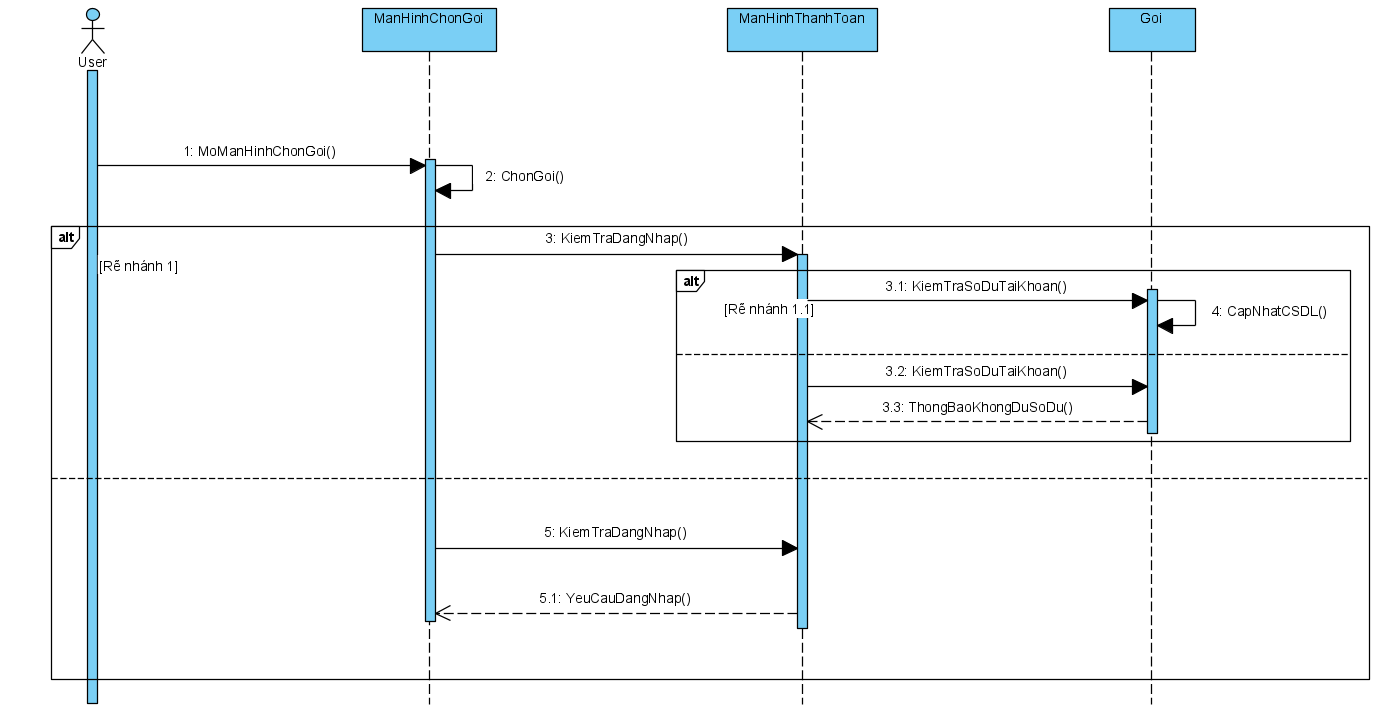 User
ManHinhChonGoi
ManHinhThanhToan
Goi
1: MoManHinhChonGoi()
2: ChonGoi()
alt
[Rẽ nhánh 1]
3: KiemTraDangNhap()
alt
[Rẽ nhánh 1.1]
3.1: KiemTraSoDuTaiKhoan()
4: CapNhatCSDL()
3.2: KiemTraSoDuTaiKhoan()
3.3: ThongBaoKhongDuSoDu()
5: KiemTraDangNhap()
5.1: YeuCauDangNhap()